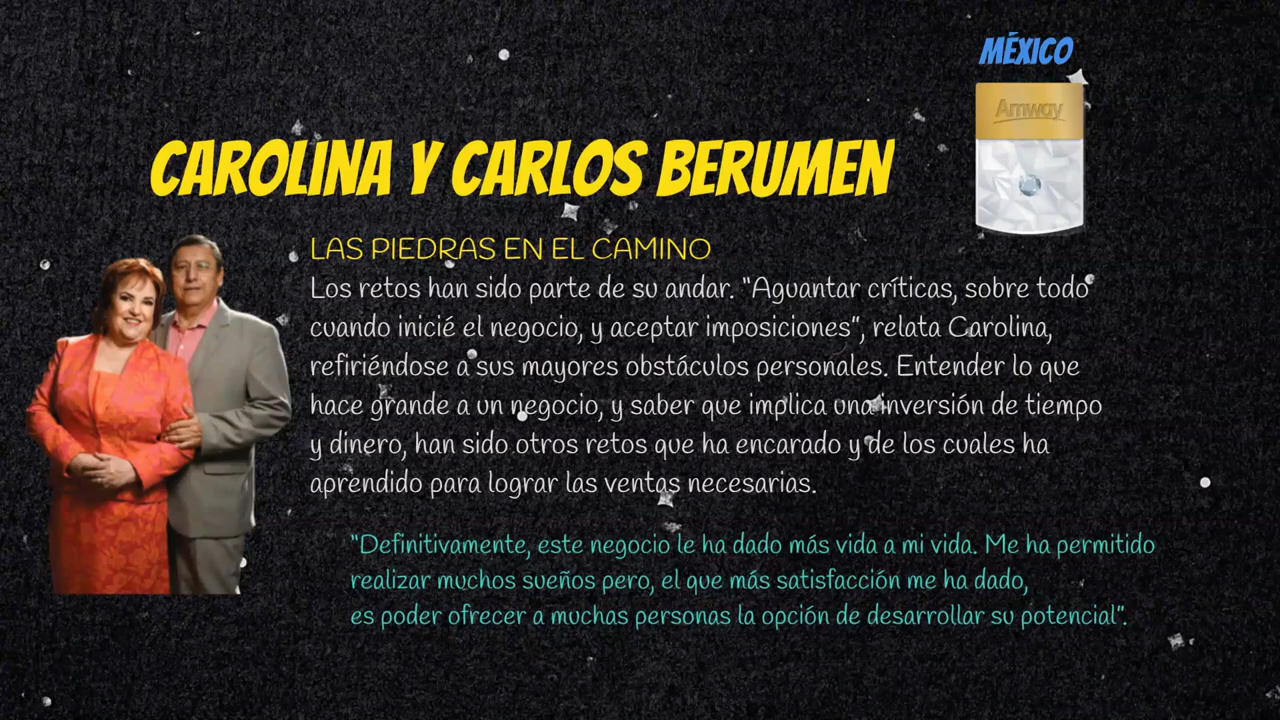 MÉXICO
Amway
CAROLINA Y CARLOS BERUMEN
LAS PIEDRAS EN EL CAMINO
Los retos han sido parte de su andar. "Aguantar críticas, sobre todo
cuando inicié el negocio, y aceptar imposiciones", relata Carolina,
refiriéndose a sus mayores obstáculos personales. Entender lo que
hace grande a un negocio, y saber que implica una inversión de tiempo
y dinero, han sido otros retos que ha encarado y de los cuales ha
aprendido para lograr las ventas necesarias.
"Definitivamente, este negocio le ha dado más vida a mi vida. Me ha permitido
realizar muchos sueños pero, el que más satisfacción me ha dado,
es poder ofrecer a muchas personas la opción de desarrollar su potencial".